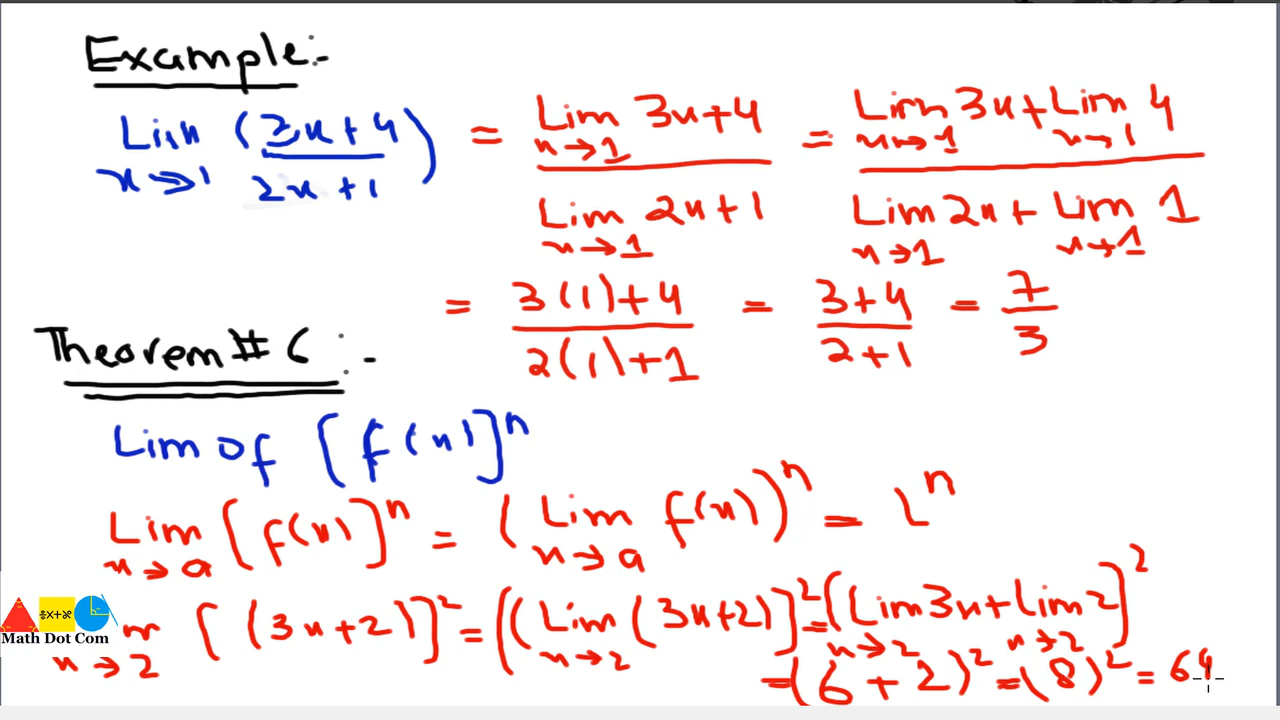 Example:-
Lim x→1 (3x+4 / 2x+1) = Lim x→1 3x+4 / Lim x→1 2x+1 = Lim x→1 3x + Lim x→1 4 / Lim x→1 2x + Lim x→1 1
= 3(1)+4 / 2(1)+1 = 3+4 / 2+1 = 7/3
Theorem # 6 :-
Lim of [f(x)]^n
Lim x→a [f(x)]^n = (Lim x→a f(x))^n = L^n
m x→2 [(3x+2)]^2 = [(Lim x→2 (3x+2)]^2 = [(Lim x→2 3x + Lim x→2 2]^2
= (6+2)^2 = (8)^2 = 64
Math Dot Com